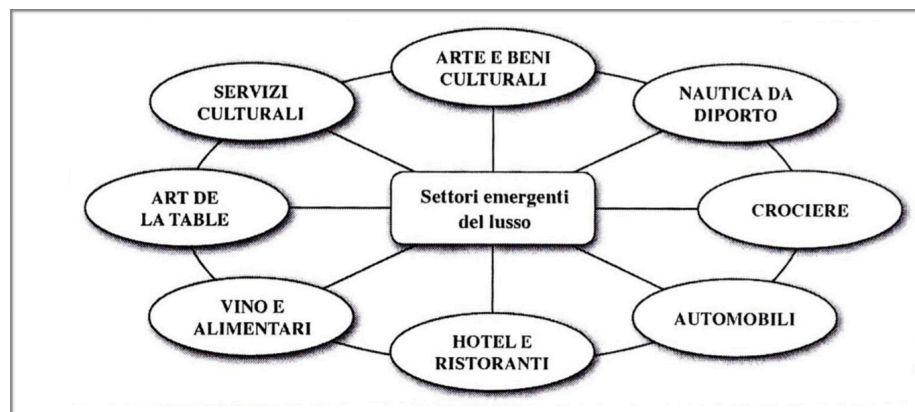 ARTE E BENI
CULTURALI
SERVIZI
CULTURALI
NAUTICA DA
DIPORTO
ART DE
LA TABLE
Settori emergenti
del lusso
CROCIERE
VINO E
ALIMENTARI
AUTOMOBILI
HOTEL E
RISTORANTI